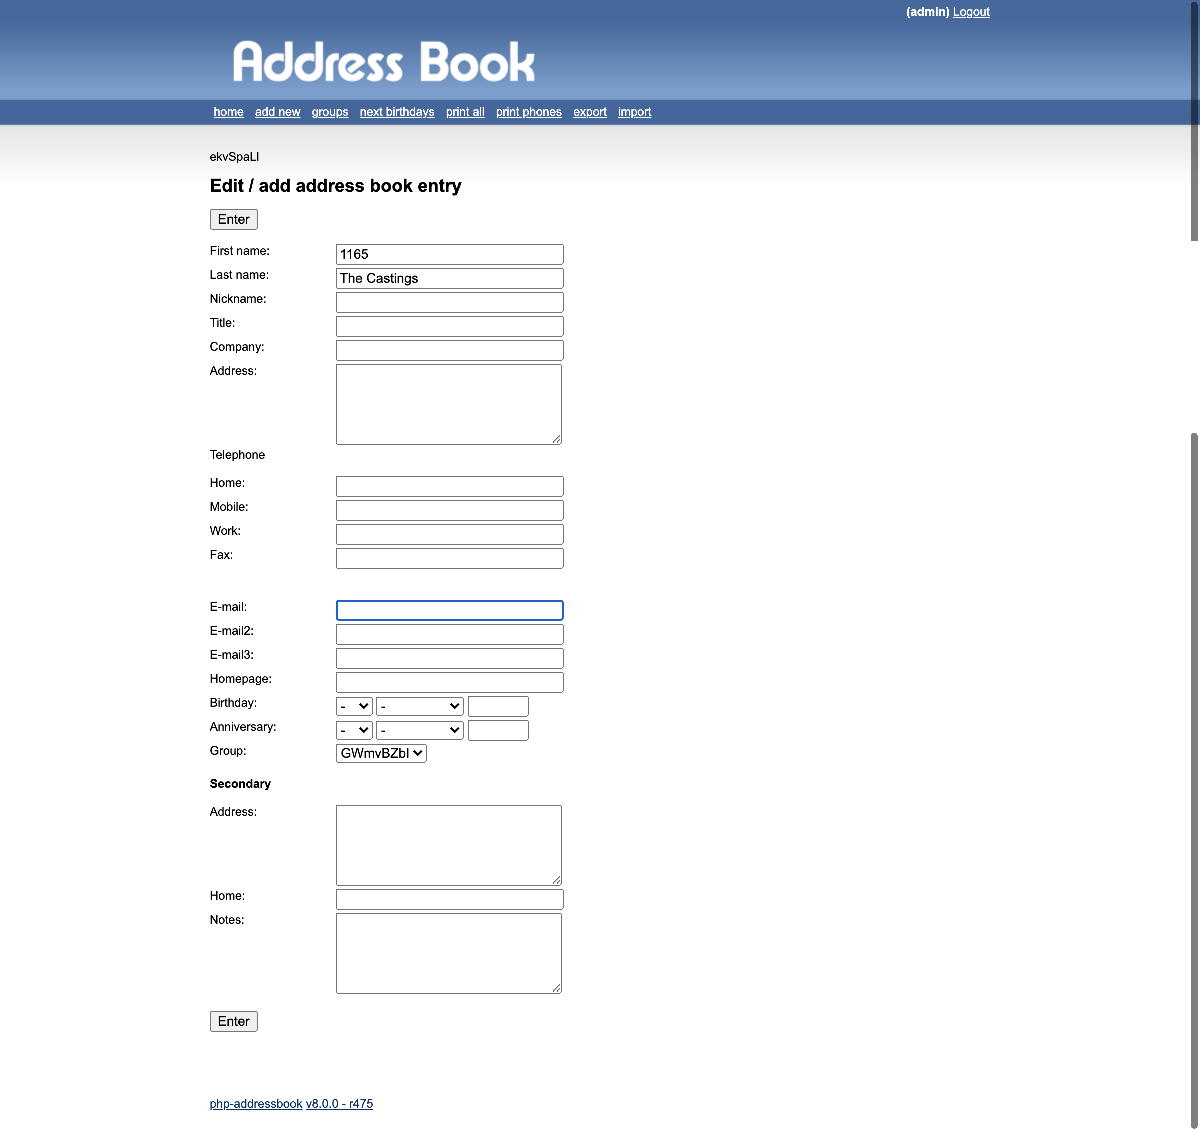 (admin) Logout
Address Book
home add new groups next birthdays print all print phones export import
ekvSpaLI
Edit / add address book entry
Enter
First name: 1165
Last name: The Castings
Nickname:
Title:
Company:
Address:
Telephone
Home:
Mobile:
Work:
Fax:
E-mail:
E-mail2:
E-mail3:
Homepage:
Birthday: - -
Anniversary: - -
Group: GWmvBZbl
Secondary
Address:
Home:
Notes:
Enter
php-addressbook v8.0.0 - r475